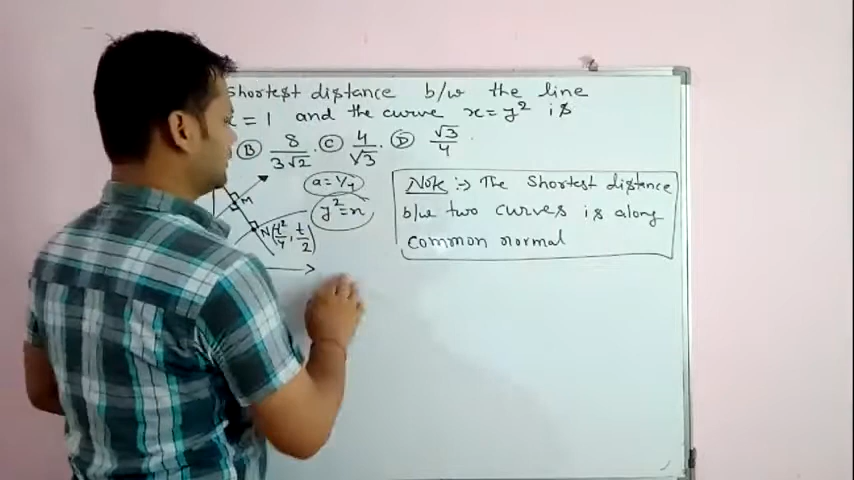 Shortest distance b/w the line
x = 1 and the curve x = y² is
Ⓑ 8/3√2 . Ⓒ 4/√3 . Ⓓ √3/4 .
a = 1/4
y² = x
M
N(t²/4, t/2)
Note :→ The Shortest distance
b/w two curves is along
common normal